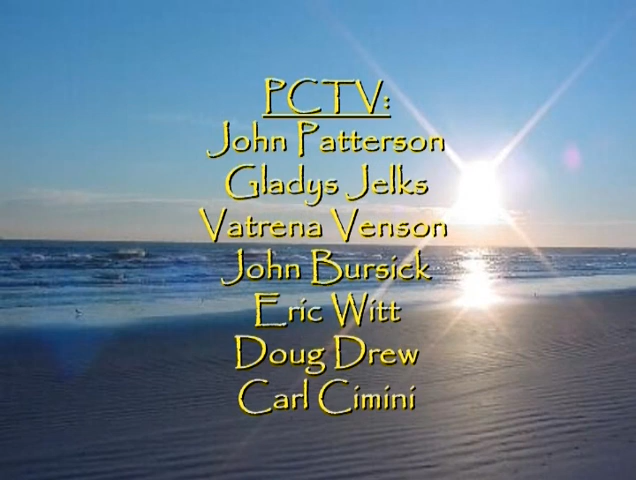 PCTV:
John Patterson
Gladys Jelks
Vatrena Venson
John Bursick
Eric Witt
Doug Drew
Carl Cimini